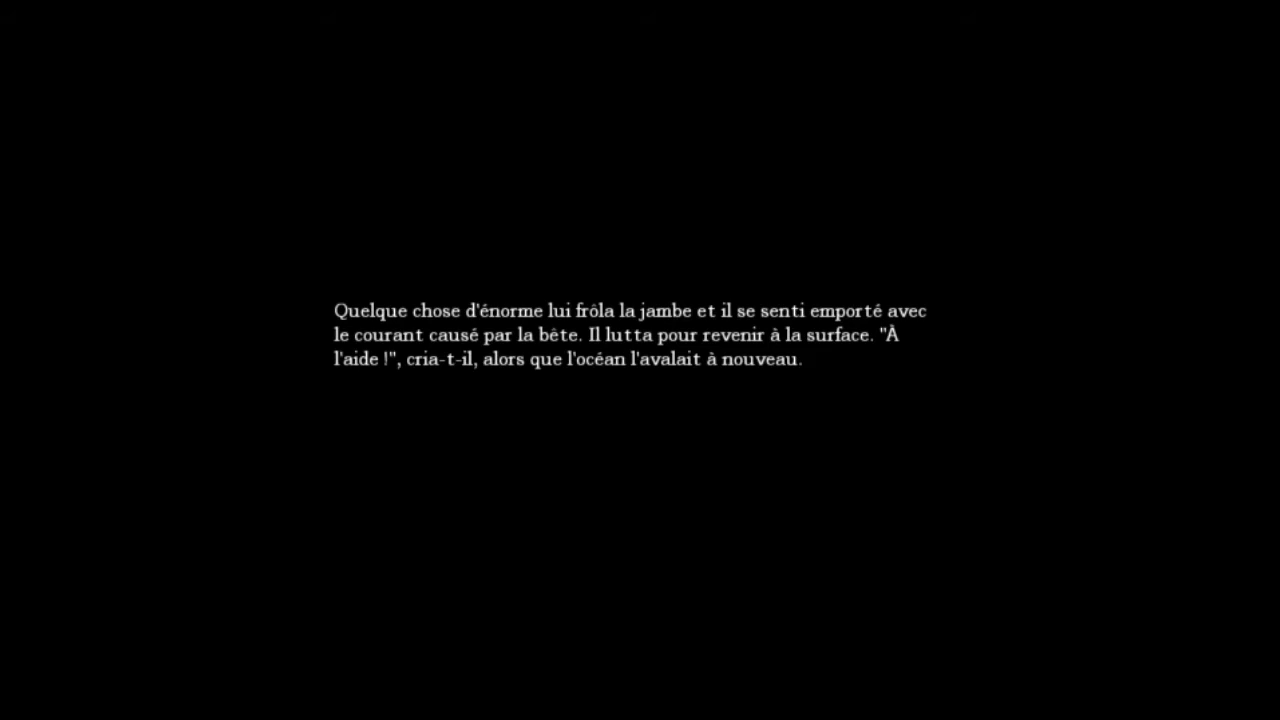 Quelque chose d'énorme lui frôla la jambe et il se senti emporté avec
le courant causé par la bête. Il lutta pour revenir à la surface. "À
l'aide !", cria-t-il, alors que l'océan l'avalait à nouveau.